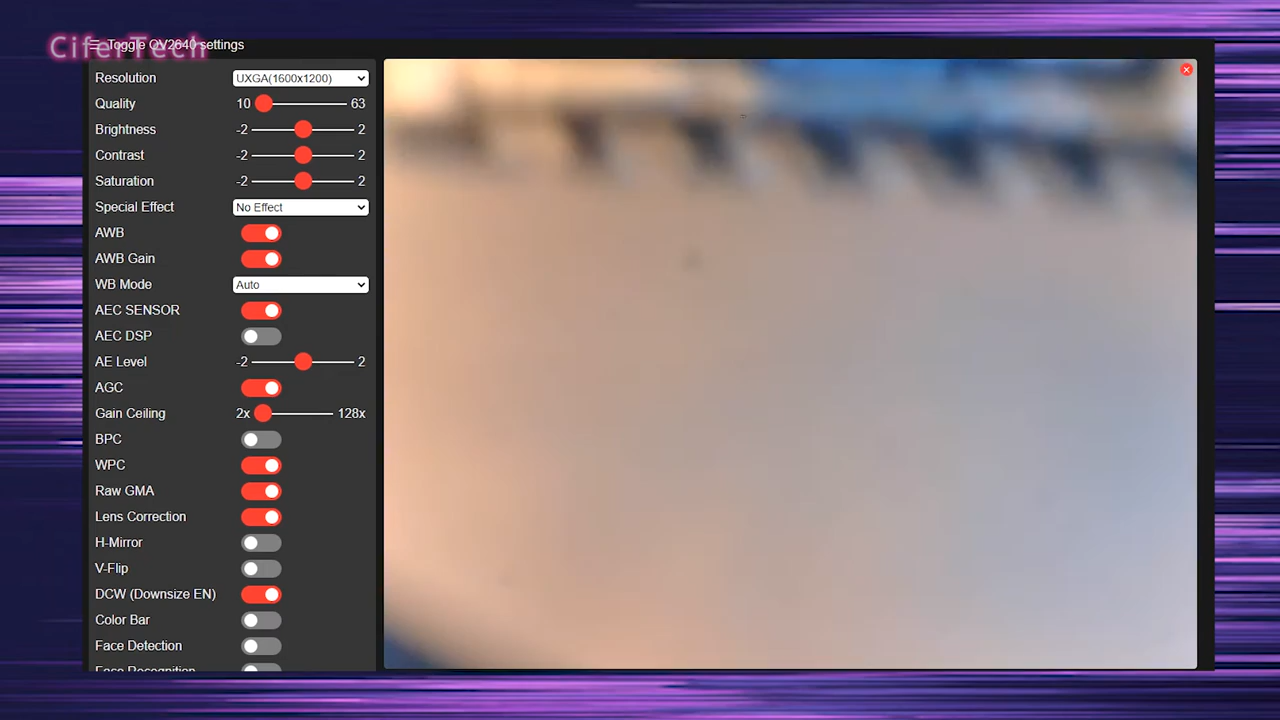 CiferTech
Toggle OV2640 settings
Resolution UXGA(1600x1200)
Quality 10 63
Brightness -2 2
Contrast -2 2
Saturation -2 2
Special Effect No Effect
AWB
AWB Gain
WB Mode Auto
AEC SENSOR
AEC DSP
AE Level -2 2
AGC
Gain Ceiling 2x 128x
BPC
WPC
Raw GMA
Lens Correction
H-Mirror
V-Flip
DCW (Downsize EN)
Color Bar
Face Detection
Face Recognition